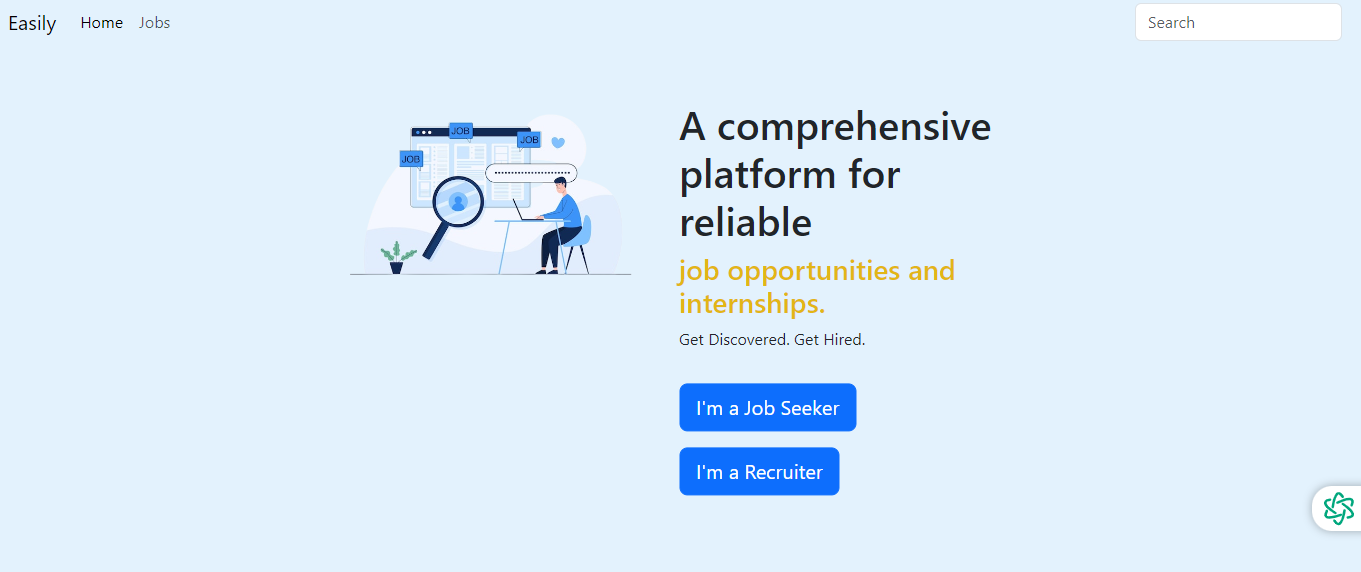 Easily Home Jobs Search
JOB
JOB
JOB
A comprehensive
platform for
reliable
job opportunities and
internships.
Get Discovered. Get Hired.
I'm a Job Seeker
I'm a Recruiter